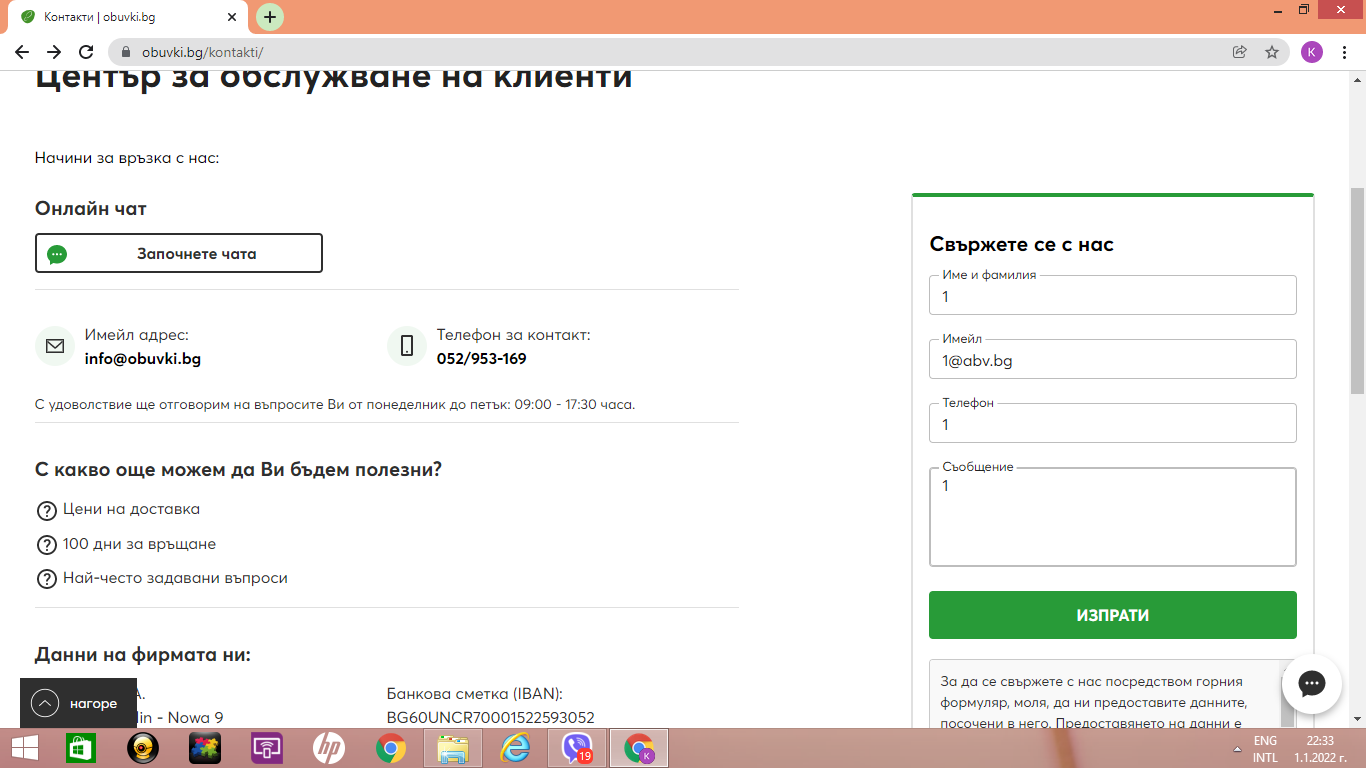 Контакти | obuvki.bg
obuvki.bg/kontakti/
K
Център за обслужване на клиенти
Начини за връзка с нас:
Онлайн чат
Започнете чата
Имейл адрес:
info@obuvki.bg
Телефон за контакт:
052/953-169
С удоволствие ще отговорим на въпросите Ви от понеделник до петък: 09:00 - 17:30 часа.
С какво още можем да Ви бъдем полезни?
Цени на доставка
100 дни за връщане
Най-често задавани въпроси
Данни на фирмата ни:
A.
lin - Nowa 9
Банкова сметка (IBAN):
BG60UNCR70001522593052
нагоре
Свържете се с нас
Име и фамилия
1
Имейл
1@abv.bg
Телефон
1
Съобщение
1
ИЗПРАТИ
За да се свържете с нас посредством горния
формуляр, моля, да ни предоставите данните,
посочени в него. Предоставянето на данни е
hp
19
K
ENG
INTL
22:33
1.1.2022 г.